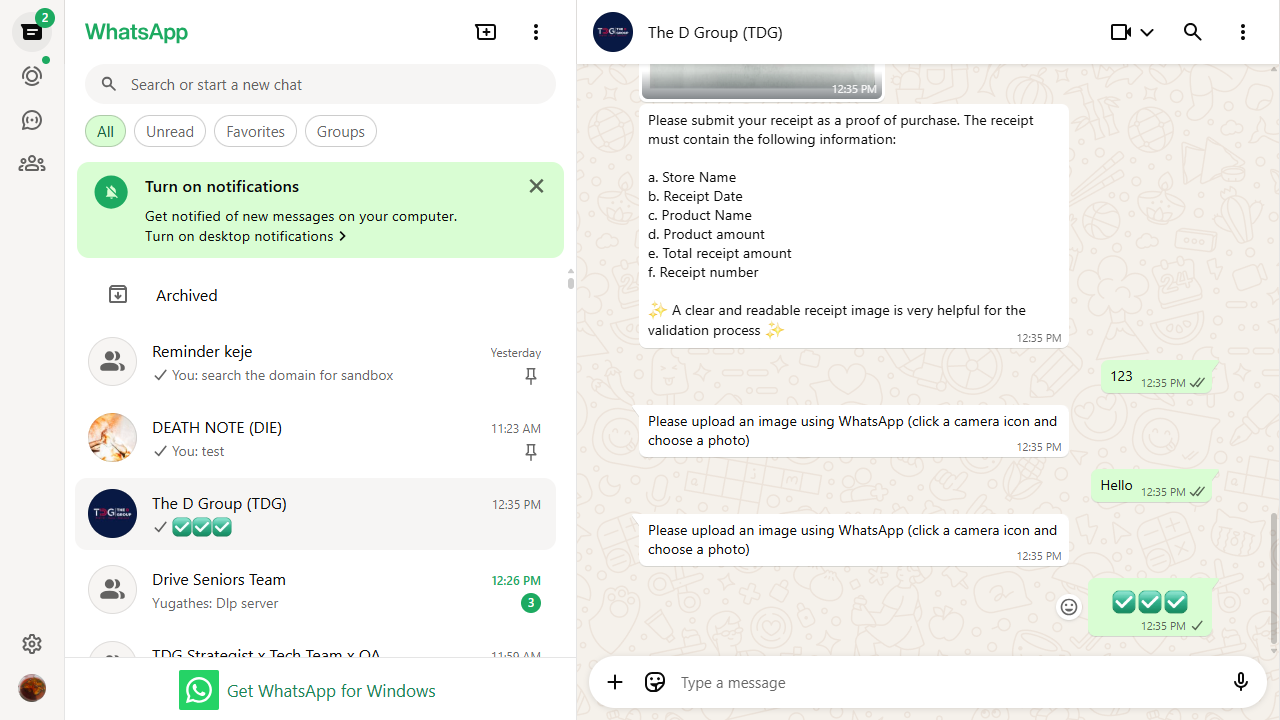 2
WhatsApp
Search or start a new chat
All
Unread
Favorites
Groups
Turn on notifications
Get notified of new messages on your computer.
Turn on desktop notifications
Archived
Reminder keje
Yesterday
You: search the domain for sandbox
DEATH NOTE (DIE)
11:23 AM
You: test
The D Group (TDG)
12:35 PM
✅✅✅
Drive Seniors Team
12:26 PM
Yugathes: Dlp server
3
TDG Strategist x Tech Team x QA
11:59 AM
Get WhatsApp for Windows
The D Group (TDG)
12:35 PM
Please submit your receipt as a proof of purchase. The receipt
must contain the following information:
a. Store Name
b. Receipt Date
c. Product Name
d. Product amount
e. Total receipt amount
f. Receipt number
✨ A clear and readable receipt image is very helpful for the
validation process ✨
12:35 PM
123
12:35 PM
Please upload an image using WhatsApp (click a camera icon and
choose a photo)
12:35 PM
Hello
12:35 PM
Please upload an image using WhatsApp (click a camera icon and
choose a photo)
12:35 PM
✅✅✅
12:35 PM
Type a message